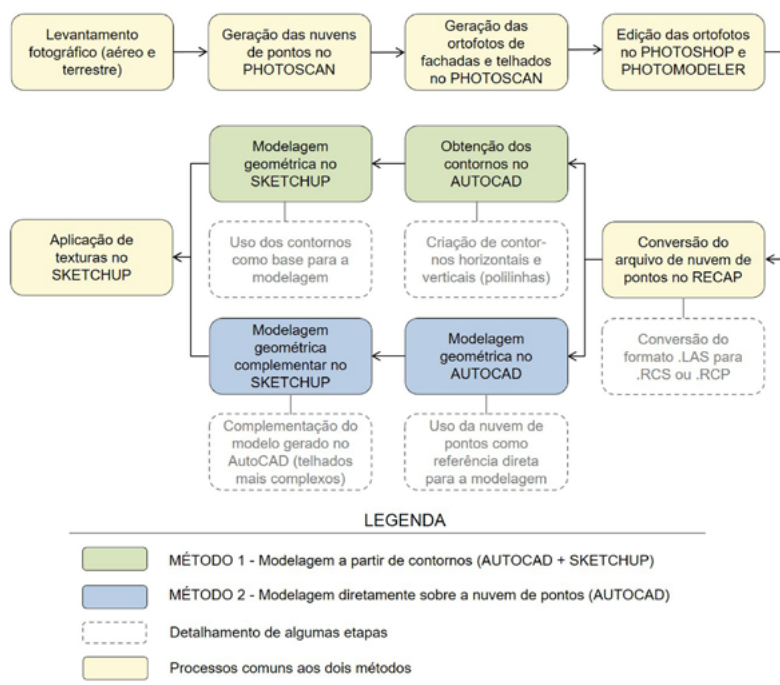 Levantamento
fotográfico (aéreo e
terrestre)
Geração das nuvens
de pontos no
PHOTOSCAN
Geração das
ortofotos de
fachadas e telhados
no PHOTOSCAN
Edição das ortofotos
no PHOTOSHOP e
PHOTOMODELER
Modelagem
geométrica no
SKETCHUP
Obtenção dos
contornos no
AUTOCAD
Aplicação de
texturas no
SKETCHUP
Uso dos contornos
como base para a
modelagem
Criação de contor-
nos horizontais e
verticais (polilinhas)
Conversão do
arquivo de nuvem de
pontos no RECAP
Modelagem
geométrica
complementar no
SKETCHUP
Modelagem
geométrica no
AUTOCAD
Conversão do
formato .LAS para
.RCS ou .RCP
Complementação do
modelo gerado no
AutoCAD (telhados
mais complexos)
Uso da nuvem de
pontos como
referência direta
para a modelagem
LEGENDA
MÉTODO 1 - Modelagem a partir de contornos (AUTOCAD + SKETCHUP)
MÉTODO 2 - Modelagem diretamente sobre a nuvem de pontos (AUTOCAD)
Detalhamento de algumas etapas
Processos comuns aos dois métodos